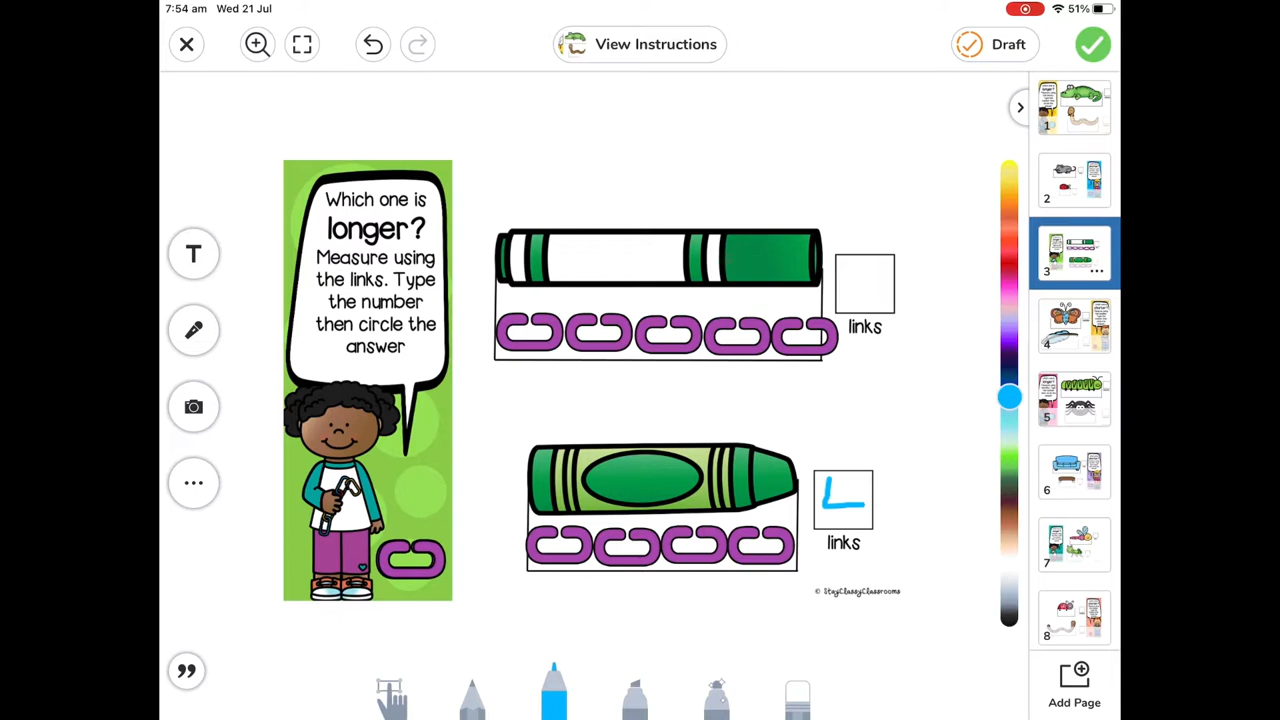 7:54 am Wed 21 Jul
51%
View Instructions
Draft
Which one is
longer?
Measure using
the links. Type
the number
then circle the
answer
links
links
© StayClassyClassrooms
T
1
2
3
4
5
6
7
8
Add Page